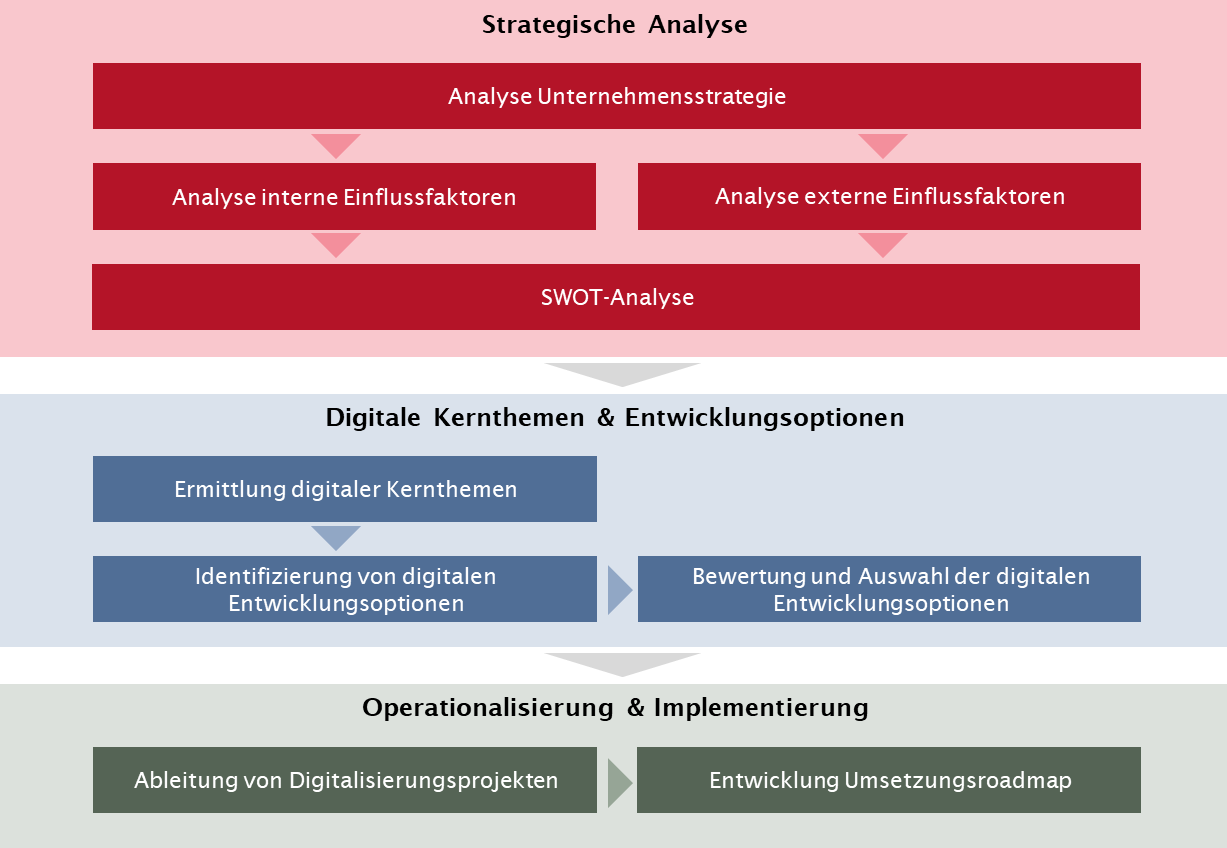 Strategische Analyse
Analyse Unternehmensstrategie
Analyse interne Einflussfaktoren
Analyse externe Einflussfaktoren
SWOT-Analyse
Digitale Kernthemen & Entwicklungsoptionen
Ermittlung digitaler Kernthemen
Identifizierung von digitalen
Entwicklungsoptionen
Bewertung und Auswahl der digitalen
Entwicklungsoptionen
Operationalisierung & Implementierung
Ableitung von Digitalisierungsprojekten
Entwicklung Umsetzungsroadmap